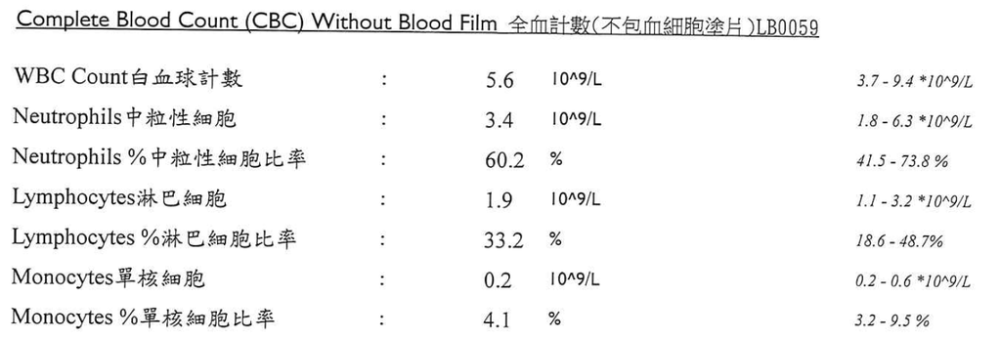 Complete Blood Count (CBC) Without Blood Film 全血計數(不包血細胞塗片)LB0059
WBC Count白血球計數 : 5.6 10^9/L 3.7 - 9.4 *10^9/L
Neutrophils中粒性細胞 : 3.4 10^9/L 1.8 - 6.3 *10^9/L
Neutrophils %中粒性細胞比率 : 60.2 % 41.5 - 73.8 %
Lymphocytes淋巴細胞 : 1.9 10^9/L 1.1 - 3.2 *10^9/L
Lymphocytes %淋巴細胞比率 : 33.2 % 18.6 - 48.7%
Monocytes單核細胞 : 0.2 10^9/L 0.2 - 0.6 *10^9/L
Monocytes %單核細胞比率 : 4.1 % 3.2 - 9.5 %